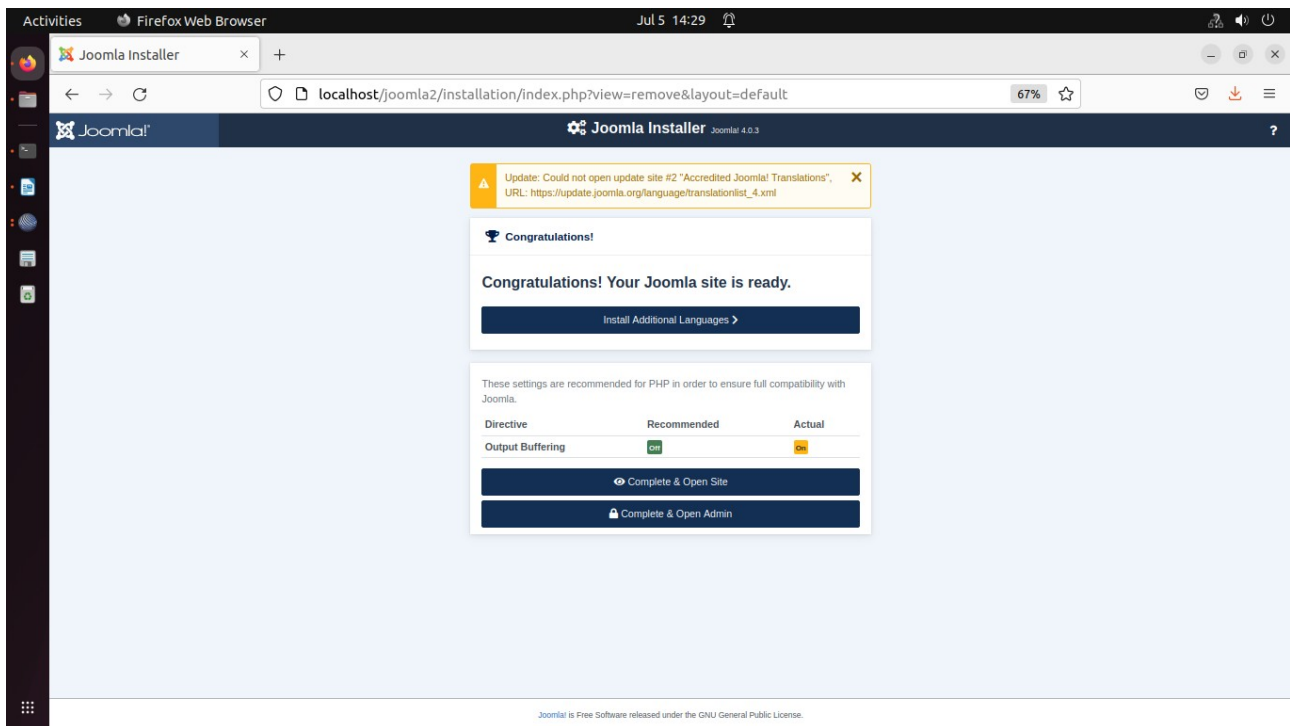 Activities Firefox Web Browser Jul 5 14:29
Joomla Installer
localhost/joomla2/installation/index.php?view=remove&layout=default 67%
Joomla!® Joomla Installer Joomla! 4.0.3 ?
Update: Could not open update site #2 "Accredited Joomla! Translations",
URL: https://update.joomla.org/language/translationlist_4.xml
Congratulations!
Congratulations! Your Joomla site is ready.
Install Additional Languages
These settings are recommended for PHP in order to ensure full compatibility with
Joomla.
Directive Recommended Actual
Output Buffering Off On
Complete & Open Site
Complete & Open Admin
Joomla! is Free Software released under the GNU General Public License.